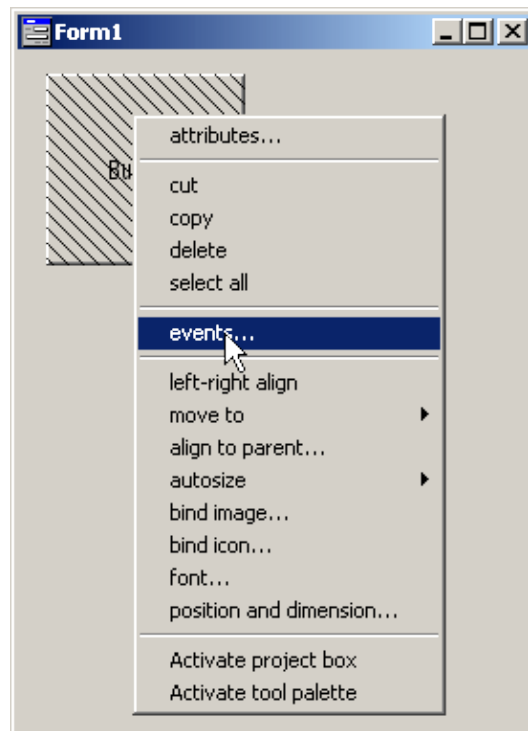 Form1
Bu
attributes...
cut
copy
delete
select all
events...
left-right align
move to
align to parent...
autosize
bind image...
bind icon...
font...
position and dimension...
Activate project box
Activate tool palette